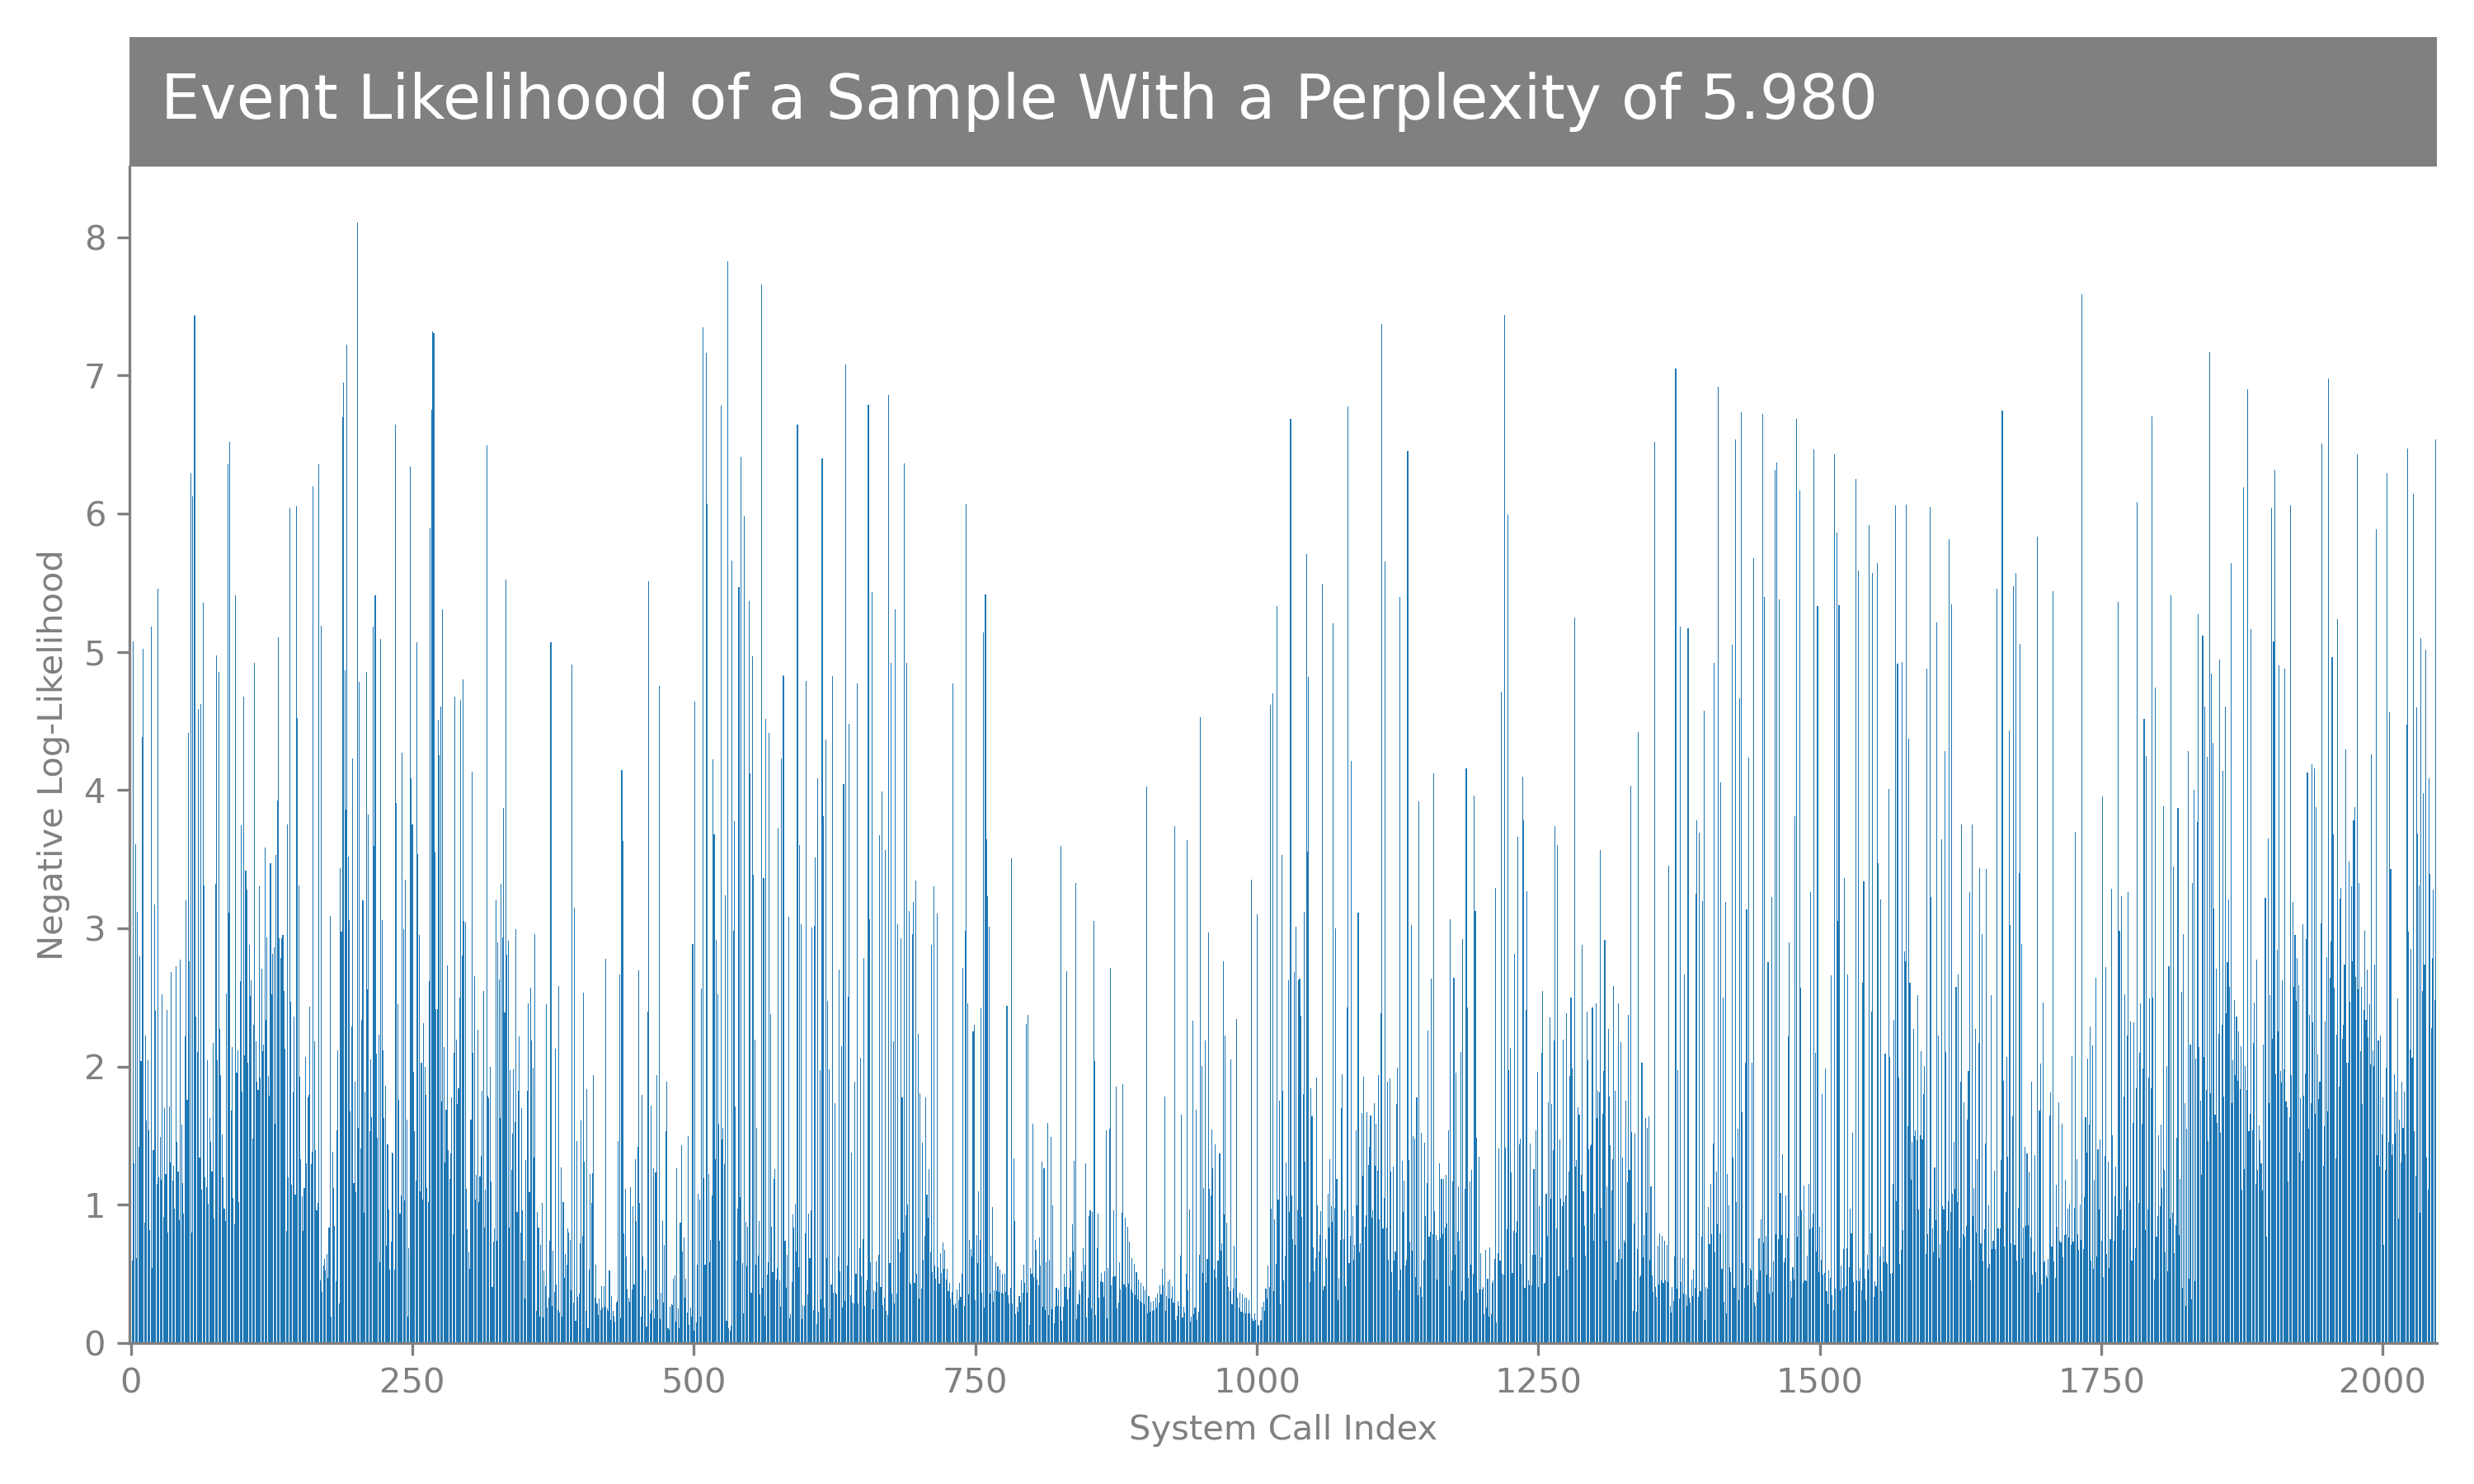 Event Likelihood of a Sample With a Perplexity of 5.980
8
7
6
5
4
3
2
1
0
Negative Log-Likelihood
0 250 500 750 1000 1250 1500 1750 2000
System Call Index